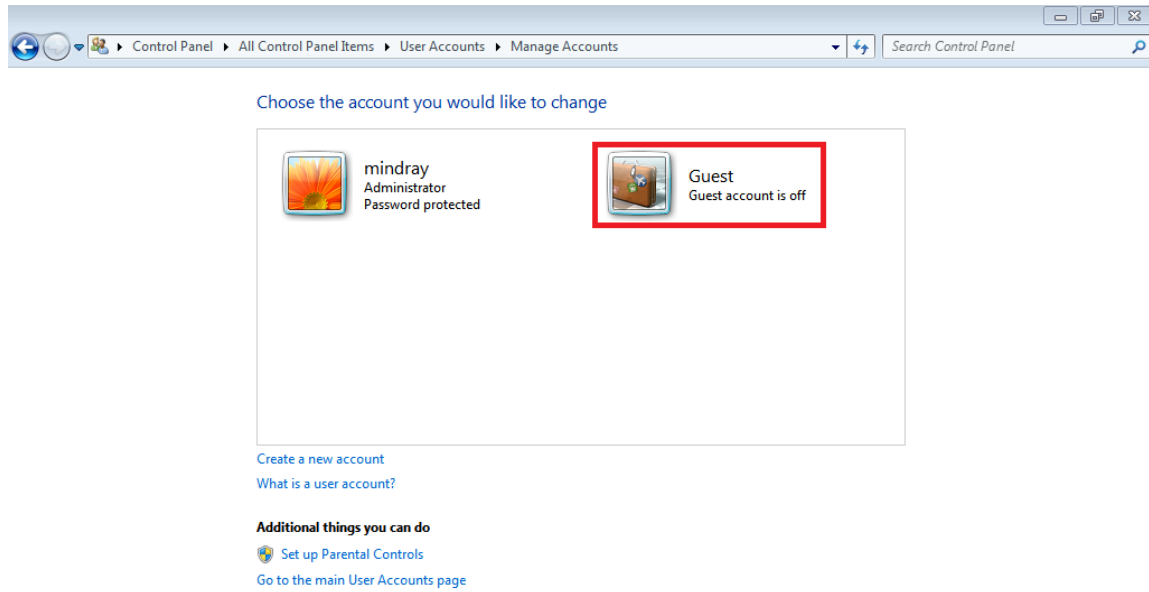 Control Panel All Control Panel Items User Accounts Manage Accounts Search Control Panel
Choose the account you would like to change
mindray
Administrator
Password protected
Guest
Guest account is off
Create a new account
What is a user account?
Additional things you can do
Set up Parental Controls
Go to the main User Accounts page